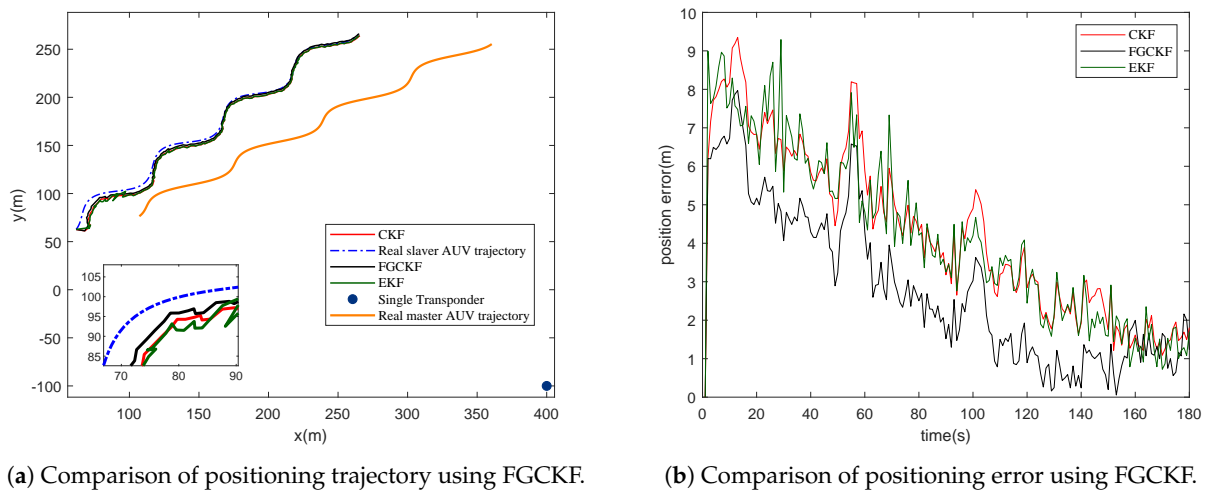 250
200
150
100
50
0
-50
-100
y(m)
100
150
200
250
300
350
400
x(m)
CKF
Real slaver AUV trajectory
FGCKF
EKF
Single Transponder
Real master AUV trajectory
105
100
95
90
85
70
80
90
(a) Comparison of positioning trajectory using FGCKF.
10
9
8
7
6
5
4
3
2
1
0
position error(m)
0
20
40
60
80
100
120
140
160
180
time(s)
CKF
FGCKF
EKF
(b) Comparison of positioning error using FGCKF.